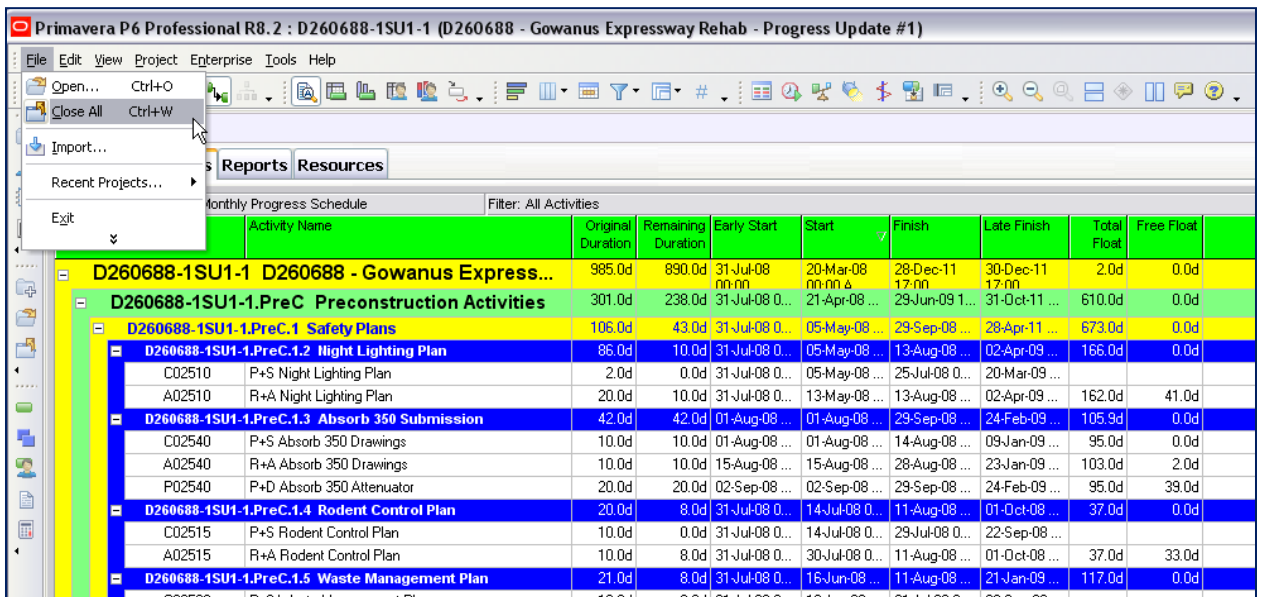 Primavera P6 Professional R8.2 : D260688-1SU1-1 (D260688 - Gowanus Expressway Rehab - Progress Update #1)
File Edit View Project Enterprise Tools Help
Open... Ctrl+O
Close All Ctrl+W
Import...
Recent Projects...
Exit
s Reports Resources
Monthly Progress Schedule Filter: All Activities
Activity Name Original Duration Remaining Duration Early Start Start Finish Late Finish Total Float Free Float
D260688-1SU1-1 D260688 - Gowanus Express... 985.0d 890.0d 31-Jul-08 00:00 20-Mar-08 00:00 A 28-Dec-11 17:00 30-Dec-11 17:00 2.0d 0.0d
D260688-1SU1-1.PreC Preconstruction Activities 301.0d 238.0d 31-Jul-08 0... 21-Apr-08 ... 29-Jun-09 1... 31-Oct-11 ... 610.0d 0.0d
D260688-1SU1-1.PreC.1 Safety Plans 106.0d 43.0d 31-Jul-08 0... 05-May-08 ... 29-Sep-08 ... 28-Apr-11 ... 673.0d 0.0d
D260688-1SU1-1.PreC.1.2 Night Lighting Plan 86.0d 10.0d 31-Jul-08 0... 05-May-08 ... 13-Aug-08 ... 02-Apr-09 ... 166.0d 0.0d
C02510 P+S Night Lighting Plan 2.0d 0.0d 31-Jul-08 0... 05-May-08 ... 25-Jul-08 0... 20-Mar-09 ...
A02510 R+A Night Lighting Plan 20.0d 10.0d 31-Jul-08 0... 13-May-08 ... 13-Aug-08 ... 02-Apr-09 ... 162.0d 41.0d
D260688-1SU1-1.PreC.1.3 Absorb 350 Submission 42.0d 42.0d 01-Aug-08 ... 01-Aug-08 ... 29-Sep-08 ... 24-Feb-09 ... 105.9d 0.0d
C02540 P+S Absorb 350 Drawings 10.0d 10.0d 01-Aug-08 ... 01-Aug-08 ... 14-Aug-08 ... 09-Jan-09 ... 95.0d 0.0d
A02540 R+A Absorb 350 Drawings 10.0d 10.0d 15-Aug-08 ... 15-Aug-08 ... 28-Aug-08 ... 23-Jan-09 ... 103.0d 2.0d
P02540 P+D Absorb 350 Attenuator 20.0d 20.0d 02-Sep-08 ... 02-Sep-08 ... 29-Sep-08 ... 24-Feb-09 ... 95.0d 39.0d
D260688-1SU1-1.PreC.1.4 Rodent Control Plan 20.0d 8.0d 31-Jul-08 0... 14-Jul-08 0... 11-Aug-08 ... 01-Oct-08 ... 37.0d 0.0d
C02515 P+S Rodent Control Plan 10.0d 0.0d 31-Jul-08 0... 14-Jul-08 0... 29-Jul-08 0... 22-Sep-08 ...
A02515 R+A Rodent Control Plan 10.0d 8.0d 31-Jul-08 0... 30-Jul-08 0... 11-Aug-08 ... 01-Oct-08 ... 37.0d 33.0d
D260688-1SU1-1.PreC.1.5 Waste Management Plan 21.0d 8.0d 31-Jul-08 0... 16-Jun-08 ... 11-Aug-08 ... 21-Jan-09 ... 117.0d 0.0d